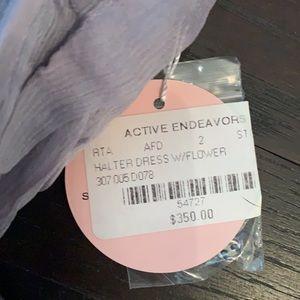 ACTIVE ENDEAVORS
RTA AFD 2 ST
HALTER DRESS W/FLOWER
307 005 D078
S
54727
$350.00